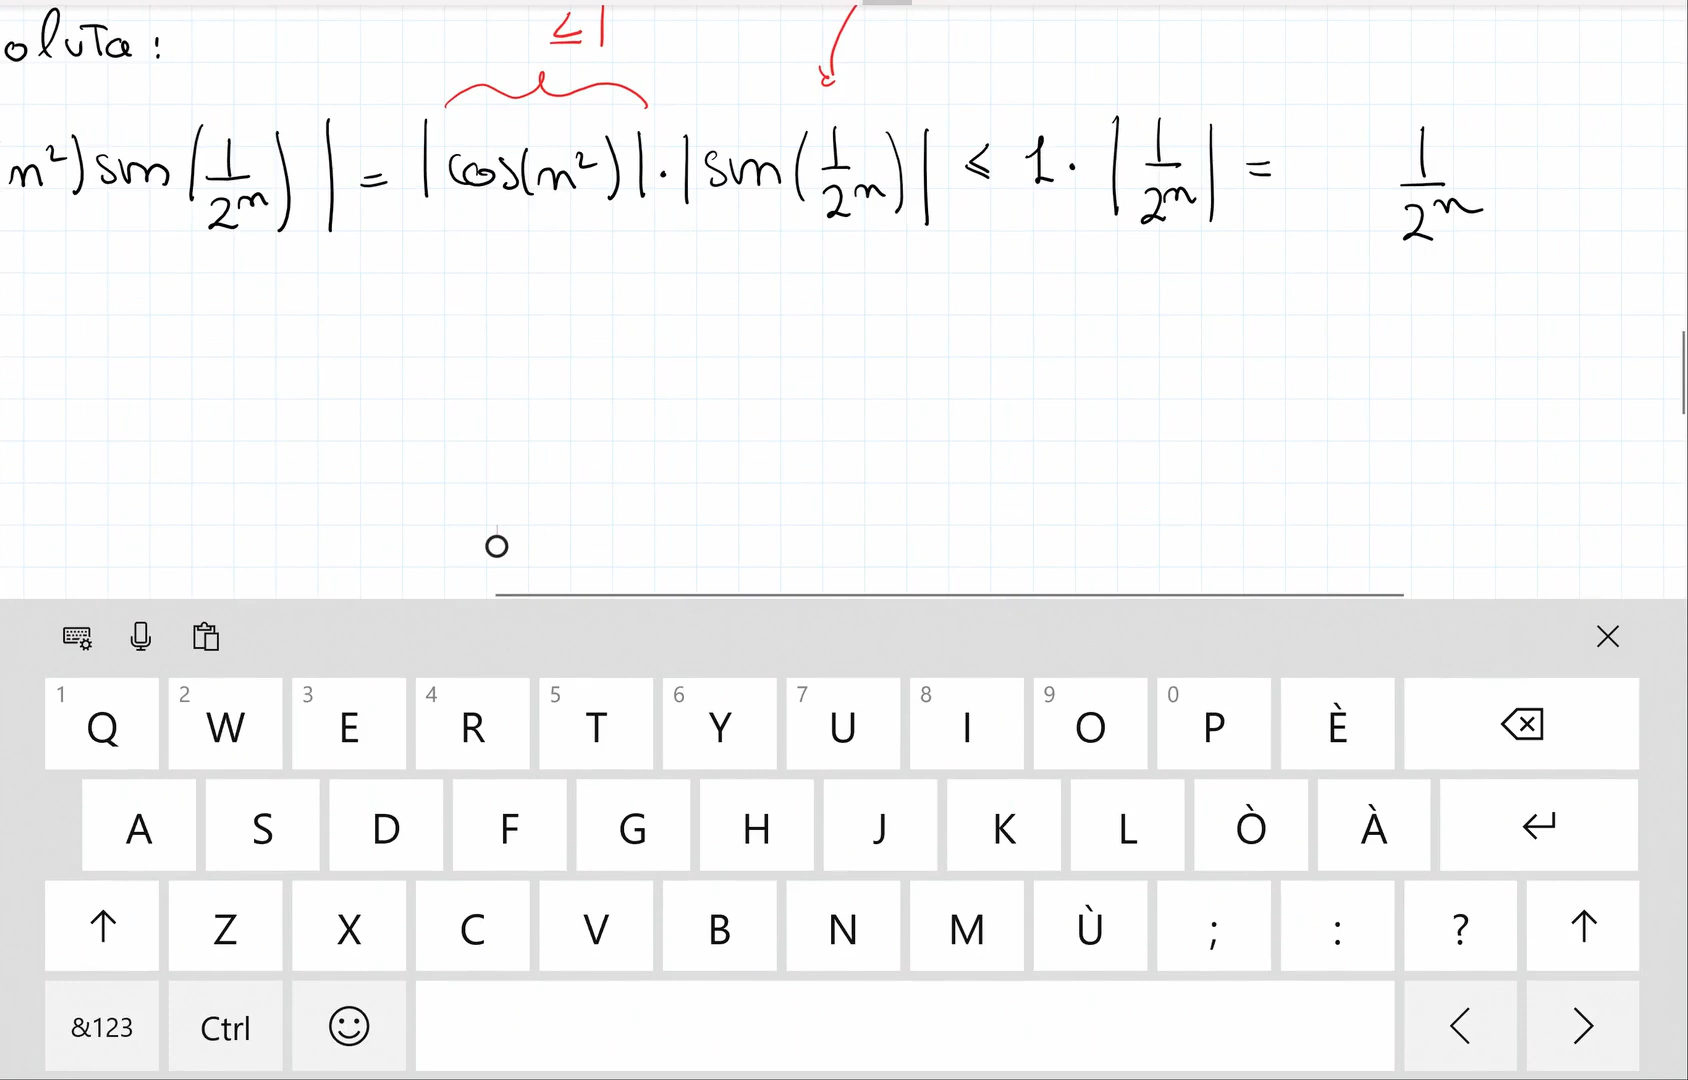 oluta:
≤ 1
n²) sin (1/2ⁿ) | = |cos(n²)| · |sin(1/2ⁿ)| ≤ 1 · |1/2ⁿ| = 1/2ⁿ
1 Q 2 W 3 E 4 R 5 T 6 Y 7 U 8 I 9 O 0 P È
A S D F G H J K L Ò À
Z X C V B N M Ù ; : ?
&123 Ctrl